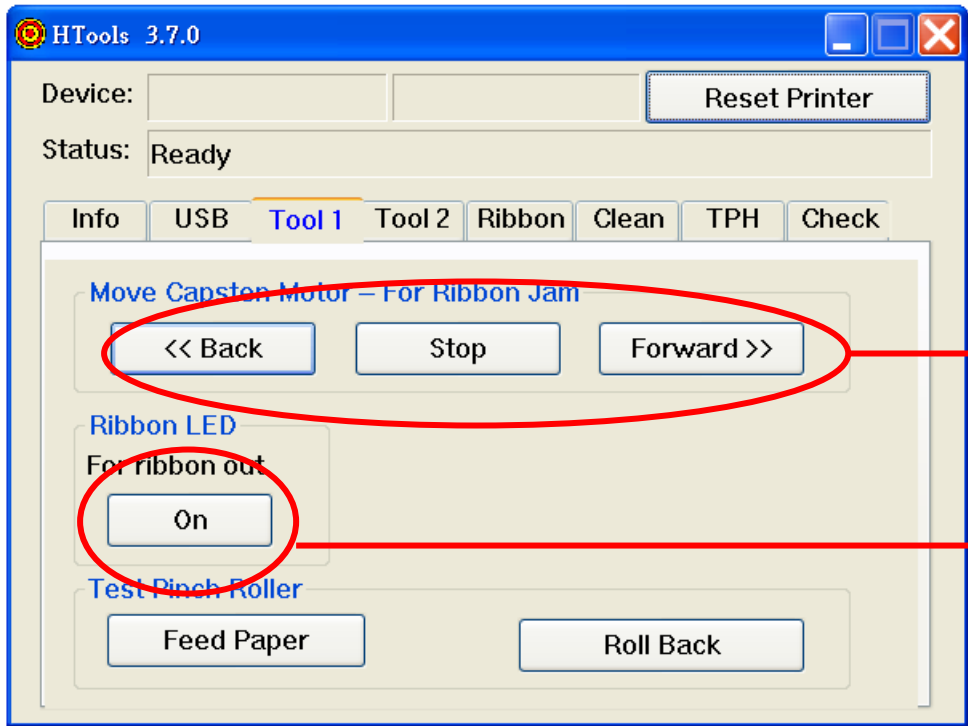 HTools 3.7.0
Device:
Reset Printer
Status: Ready
Info USB Tool 1 Tool 2 Ribbon Clean TPH Check
Move Capsten Motor – For Ribbon Jam
<< Back Stop Forward >>
Ribbon LED
For ribbon out
On
Test Pinch Roller
Feed Paper Roll Back